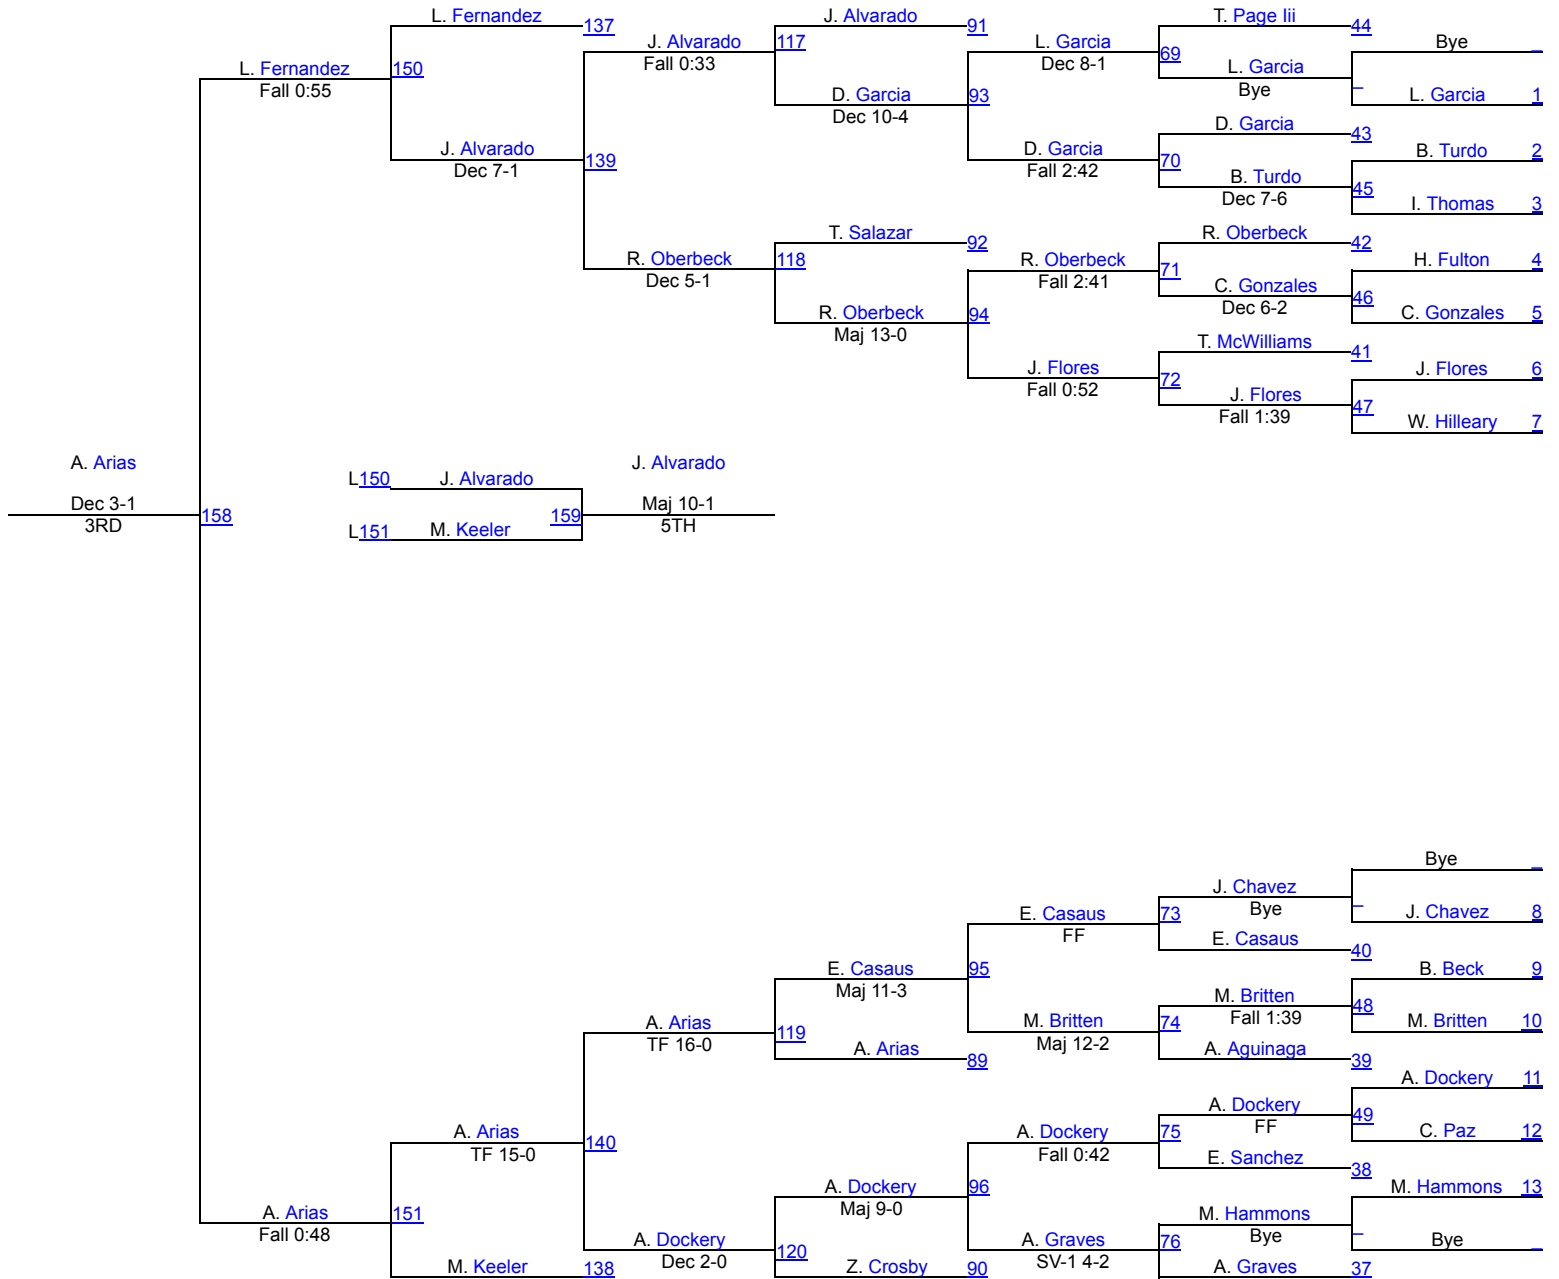 L. Fernandez
137
J. Alvarado
91
T. Page Iii
44
J. Alvarado
117
Fall 0:33
L. Garcia
Dec 8-1
69
Bye
_
L. Fernandez
150
Fall 0:55
L. Garcia
Bye
_
D. Garcia
93
Dec 10-4
L. Garcia
1
D. Garcia
43
J. Alvarado
139
Dec 7-1
D. Garcia
70
Fall 2:42
B. Turdo
2
B. Turdo
45
Dec 7-6
I. Thomas
3
T. Salazar
92
R. Oberbeck
42
R. Oberbeck
118
Dec 5-1
R. Oberbeck
71
Fall 2:41
H. Fulton
4
C. Gonzales
46
Dec 6-2
R. Oberbeck
94
Maj 13-0
C. Gonzales
5
T. McWilliams
41
J. Flores
72
Fall 0:52
J. Flores
6
J. Flores
47
Fall 1:39
W. Hilleary
7
A. Arias
J. Alvarado
L150
J. Alvarado
Dec 3-1
158
3RD
159
Maj 10-1
5TH
L151
M. Keeler
Bye
_
J. Chavez
Bye
_
E. Casaus
73
FF
J. Chavez
8
E. Casaus
40
E. Casaus
95
Maj 11-3
B. Beck
9
M. Britten
48
Fall 1:39
A. Arias
119
TF 16-0
M. Britten
74
Maj 12-2
M. Britten
10
A. Arias
89
A. Aguinaga
39
A. Dockery
11
A. Dockery
49
FF
A. Arias
140
TF 15-0
A. Dockery
75
Fall 0:42
C. Paz
12
E. Sanchez
38
A. Dockery
96
Maj 9-0
M. Hammons
13
A. Arias
151
Fall 0:48
M. Hammons
Bye
_
A. Dockery
120
Dec 2-0
A. Graves
76
SV-1 4-2
Bye
_
M. Keeler
138
Z. Crosby
90
A. Graves
37